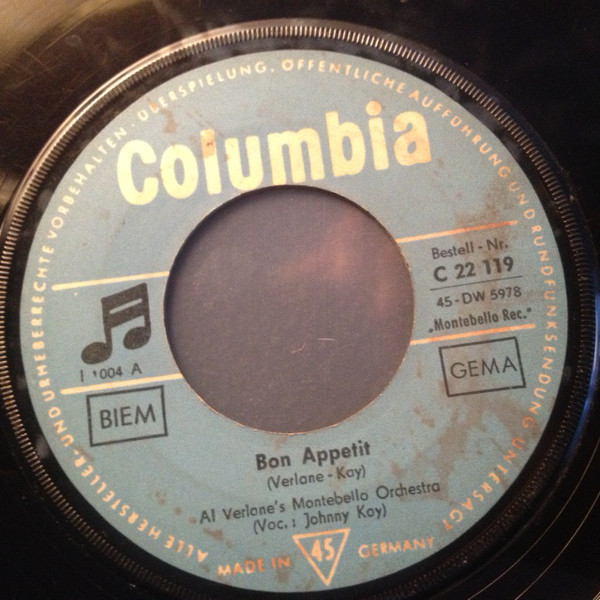 ALLE HERSTELLER- UND URHEBERRECHTE VORBEHALTEN. ÜBERSPIELUNG, ÖFFENTLICHE AUFFÜHRUNG UND RUNDFUNKSENDUNG UNTERSAGT
Columbia
Bestell-Nr.
C 22 119
45-DW 5978
„Montebello Rec."
004 A
BIEM
GEMA
Bon Appetit
(Verlane-Kay)
Al Verlane's Montebello Orchestra
(Voc.: Johnny Kay)
MADE IN 45 GERMANY